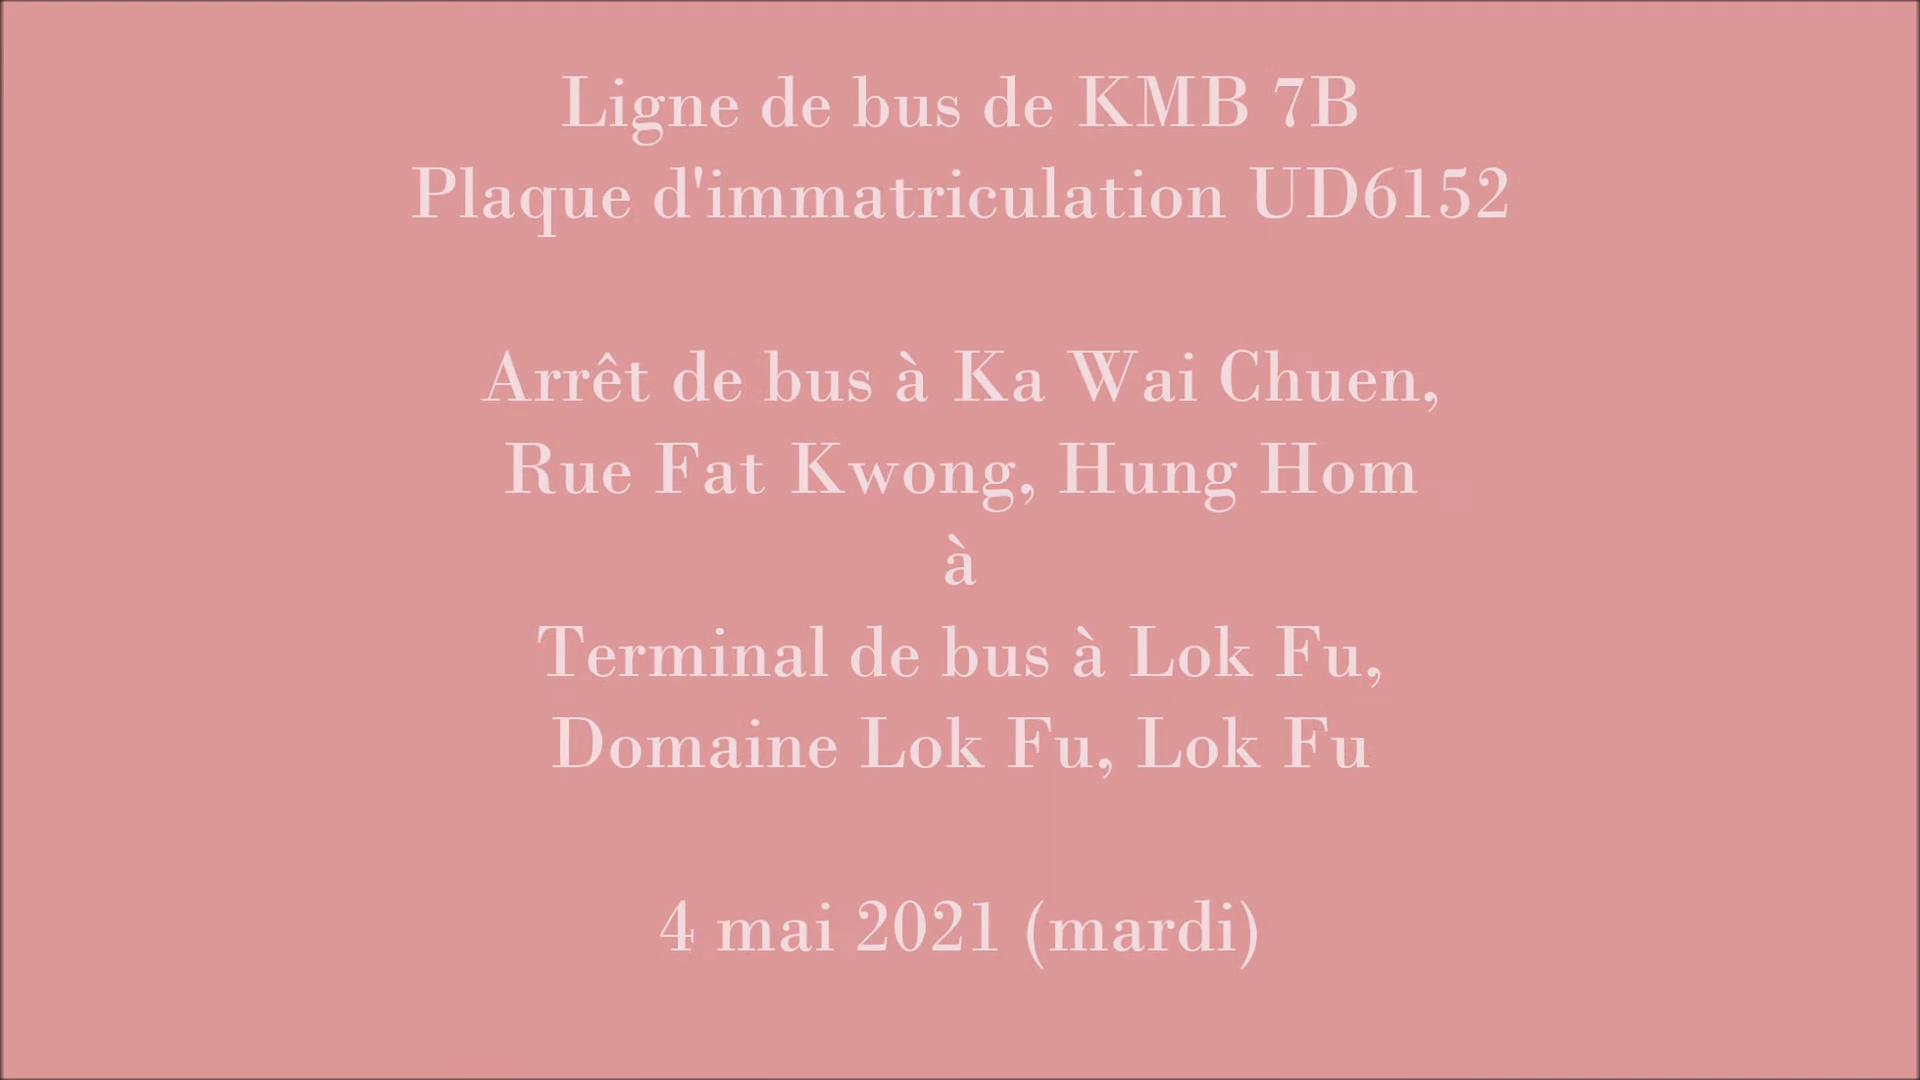 Ligne de bus de KMB 7B
Plaque d'immatriculation UD6152
Arrêt de bus à Ka Wai Chuen,
Rue Fat Kwong, Hung Hom
à
Terminal de bus à Lok Fu,
Domaine Lok Fu, Lok Fu
4 mai 2021 (mardi)